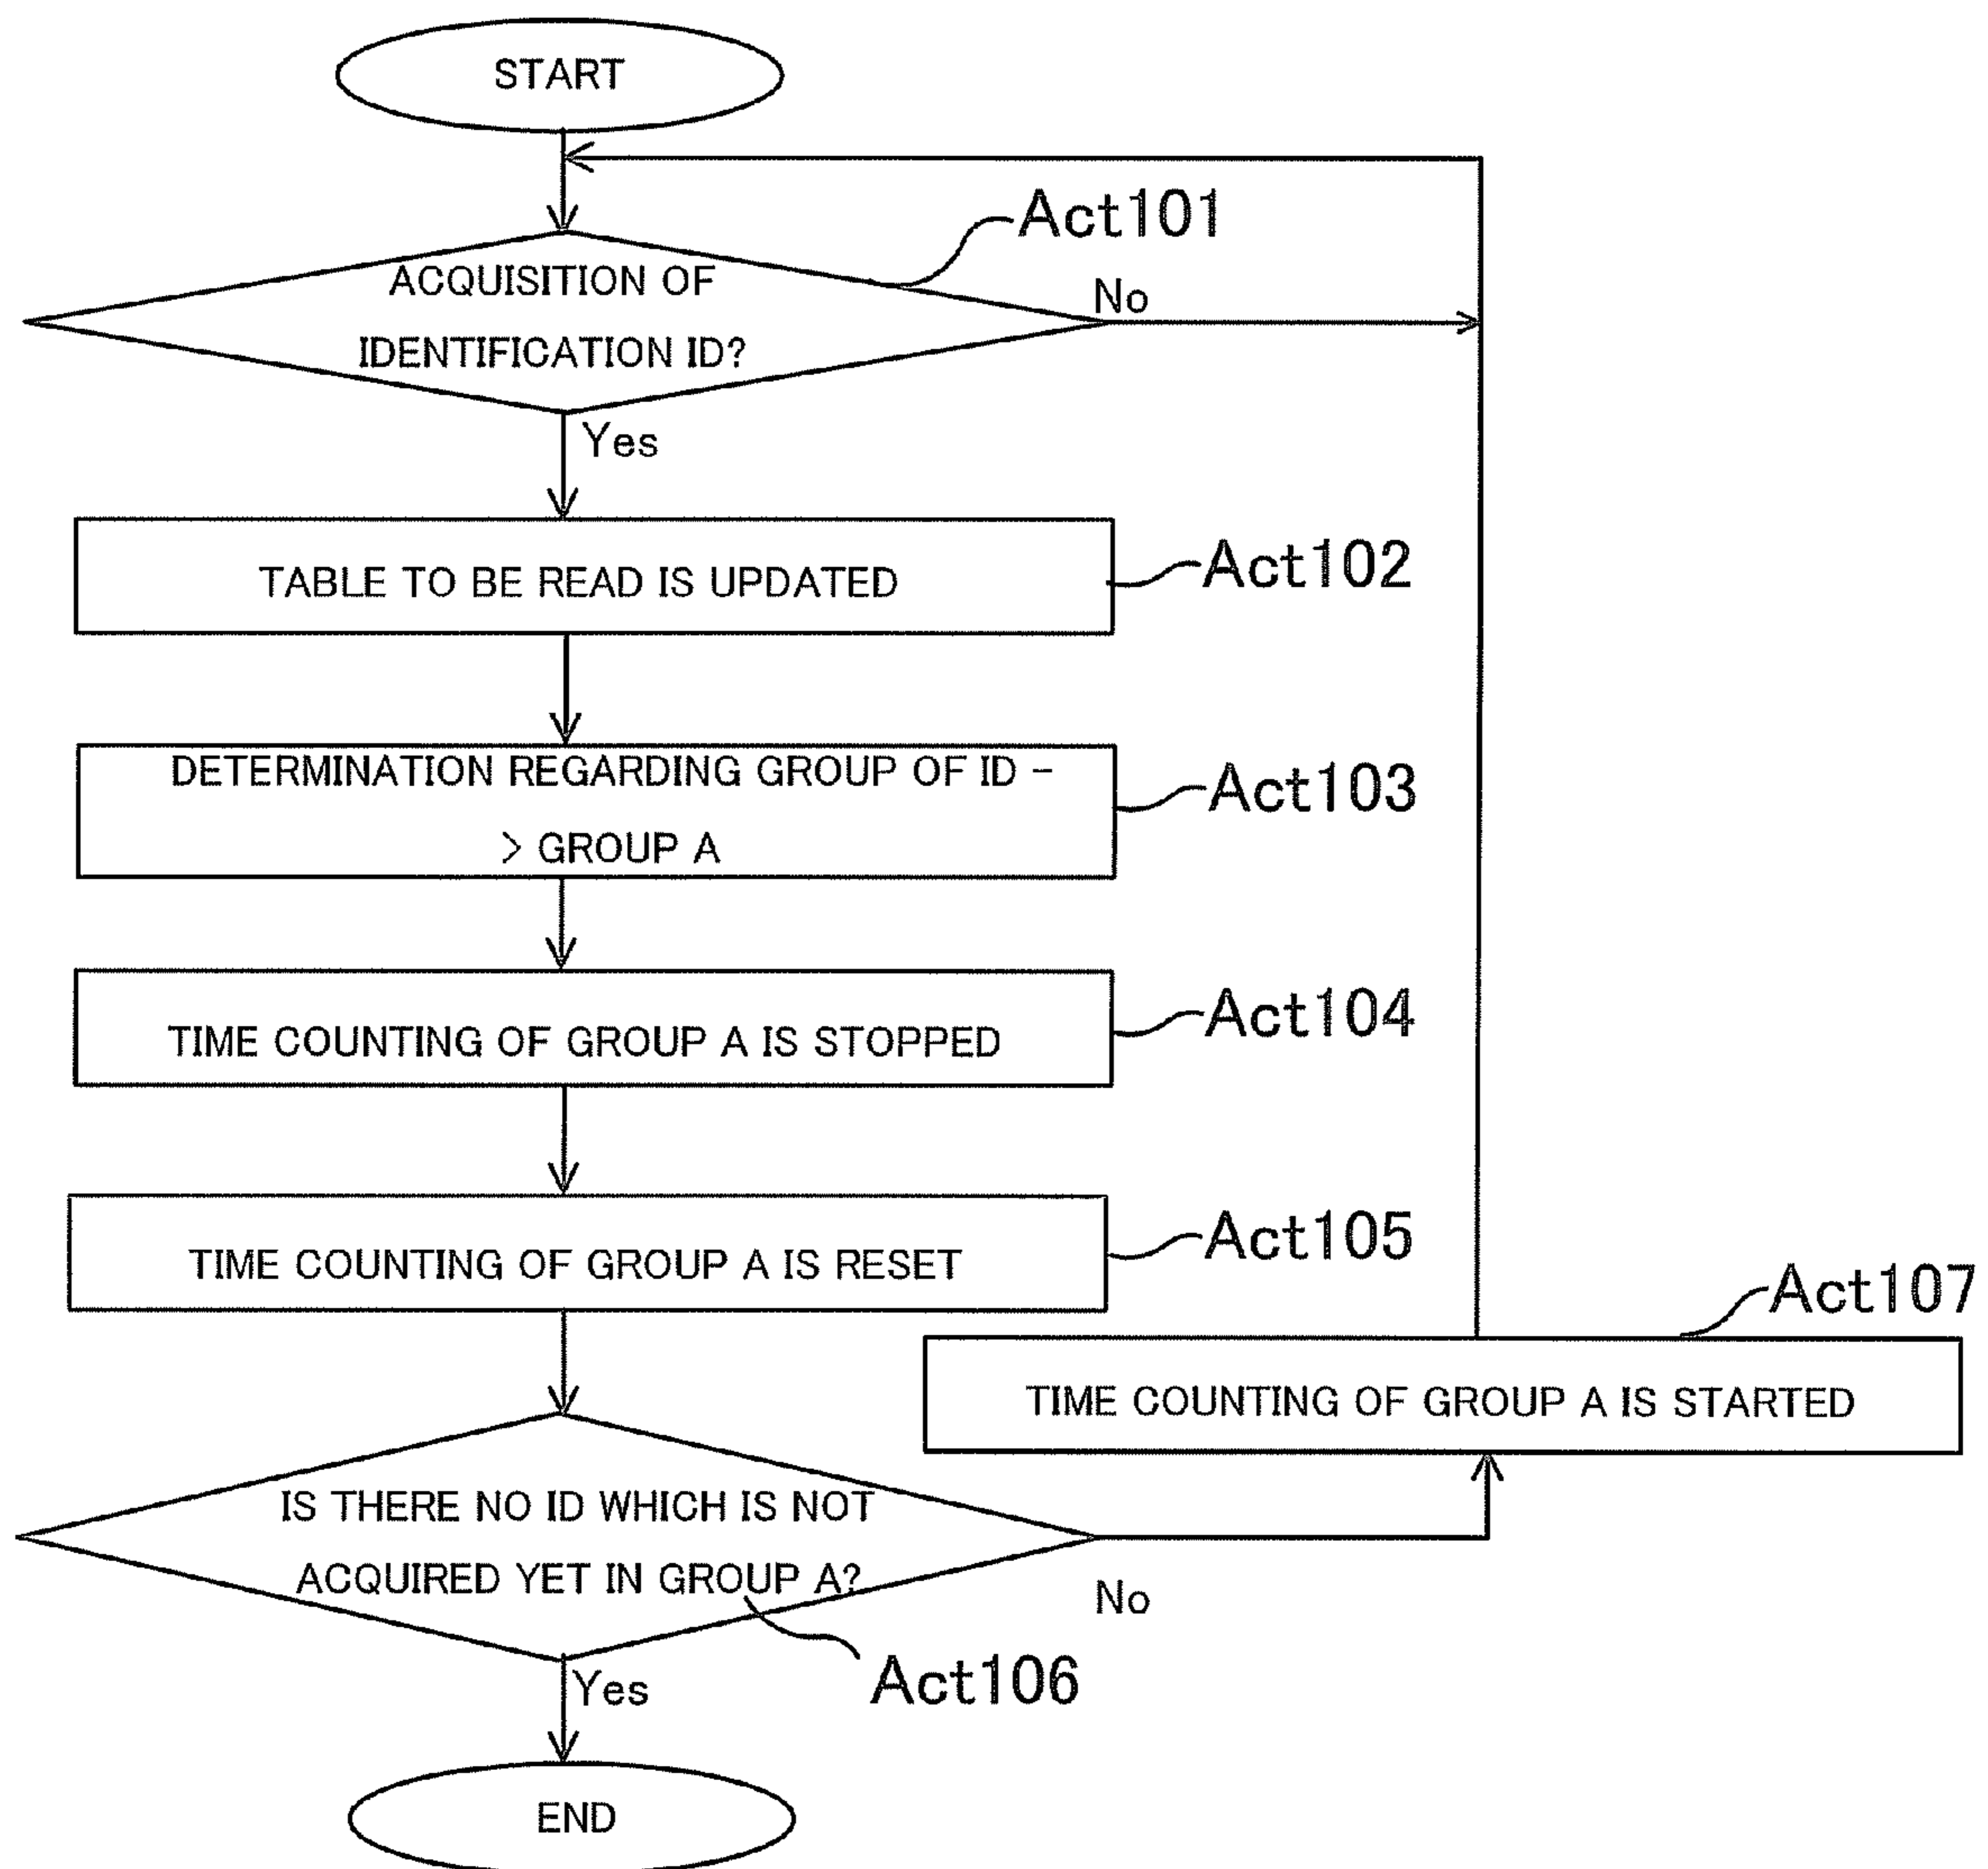 START
Act101
ACQUISITION OF
IDENTIFICATION ID?
No
Yes
TABLE TO BE READ IS UPDATED
Act102
DETERMINATION REGARDING GROUP OF ID -
> GROUP A
Act103
TIME COUNTING OF GROUP A IS STOPPED
Act104
TIME COUNTING OF GROUP A IS RESET
Act105
Act107
TIME COUNTING OF GROUP A IS STARTED
IS THERE NO ID WHICH IS NOT
ACQUIRED YET IN GROUP A?
No
Act106
Yes
END